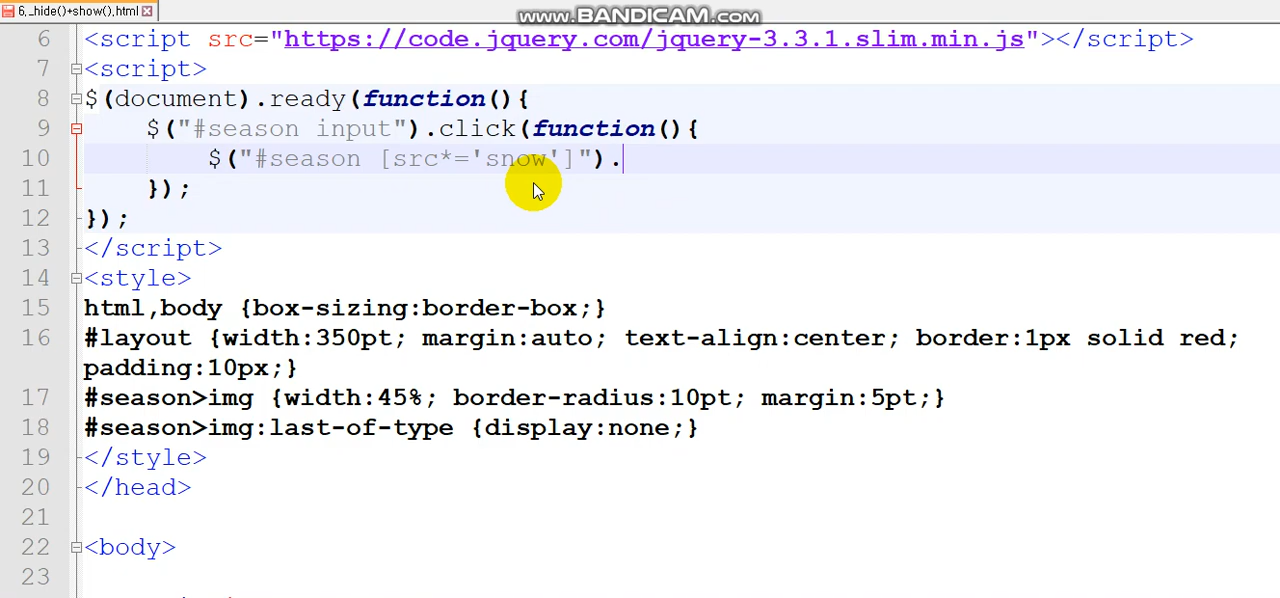 6,_hide()+show(),html
www.BANDICAM.com
6 <script src="https://code.jquery.com/jquery-3.3.1.slim.min.js"></script>
7 <script>
8 $(document).ready(function(){
9 $("#season input").click(function(){
10 $("#season [src*='snow']").
11 });
12 });
13 </script>
14 <style>
15 html,body {box-sizing:border-box;}
16 #layout {width:350pt; margin:auto; text-align:center; border:1px solid red;
padding:10px;}
17 #season>img {width:45%; border-radius:10pt; margin:5pt;}
18 #season>img:last-of-type {display:none;}
19 </style>
20 </head>
21
22 <body>
23